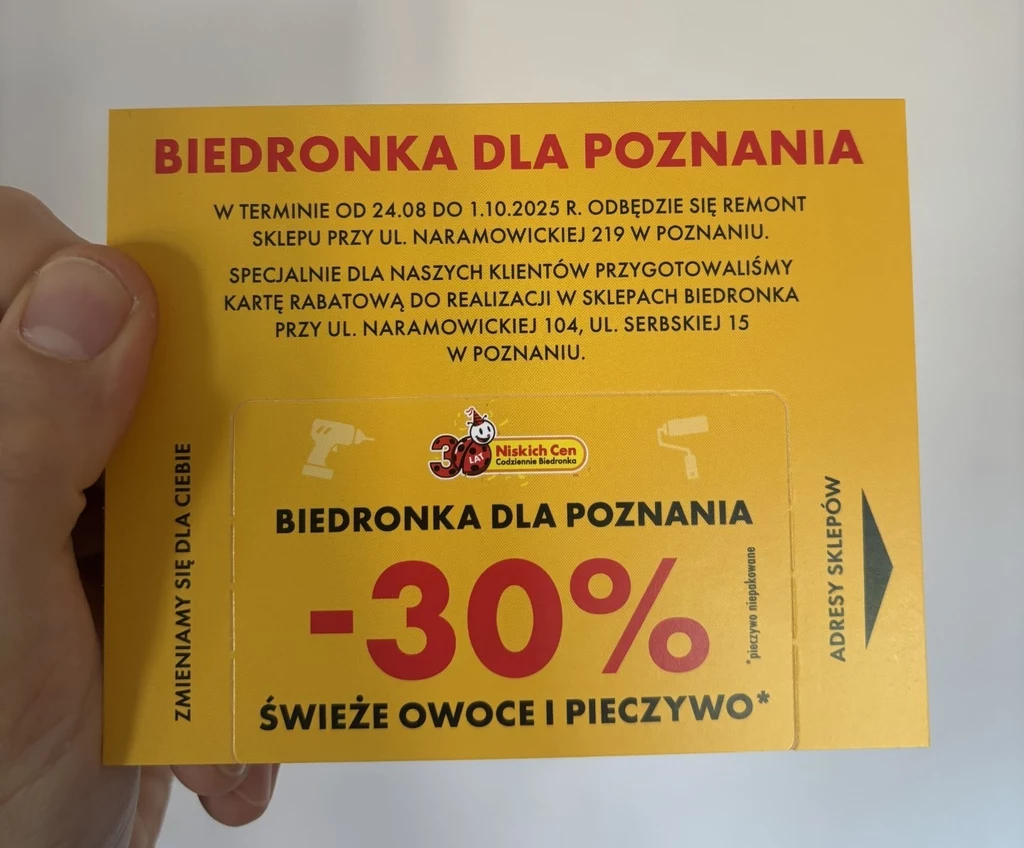 BIEDRONKA DLA POZNANIA
W TERMINIE OD 24.08 DO 1.10.2025 R. ODBĘDZIE SIĘ REMONT
SKLEPU PRZY UL. NARAMOWICKIEJ 219 W POZNANIU.
SPECJALNIE DLA NASZYCH KLIENTÓW PRZYGOTOWALIŚMY
KARTĘ RABATOWĄ DO REALIZACJI W SKLEPACH BIEDRONKA
PRZY UL. NARAMOWICKIEJ 104, UL. SERBSKIEJ 15
W POZNANIU.
ZMIENIAMY SIĘ DLA CIEBIE
30 LAT
Niskich Cen
Codziennie Biedronka
BIEDRONKA DLA POZNANIA
-30%
*pieczywo niepakowane
ŚWIEŻE OWOCE I PIECZYWO*
ADRESY SKLEPÓW